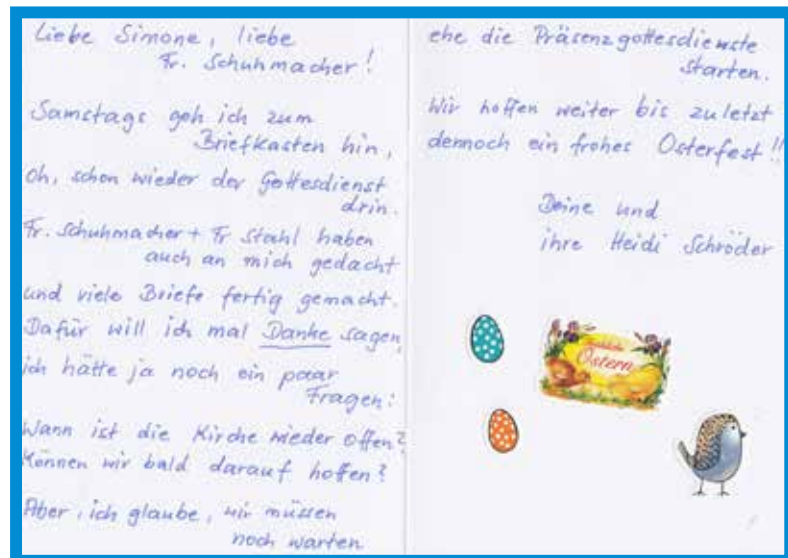 Liebe Simone, liebe
Fr. Schuhmacher!
Samstags geh ich zum
Briefkasten hin,
Oh, schon wieder der Gottesdienst
drin.
Fr. Schuhmacher + Fr Stahl haben
auch an mich gedacht
und viele Briefe fertig gemacht.
Dafür will ich mal Danke sagen,
ich hätte ja noch ein paar
Fragen:
Wann ist die Kirche wieder offen?
Können wir bald darauf hoffen?
Aber, ich glaube, wir müssen
noch warten
ehe die Präsenzgottesdienste
starten.
Wir hoffen weiter bis zuletzt
dennoch ein frohes Osterfest!!
Deine und
ihre Heidi Schröder
Fröhliche
Ostern